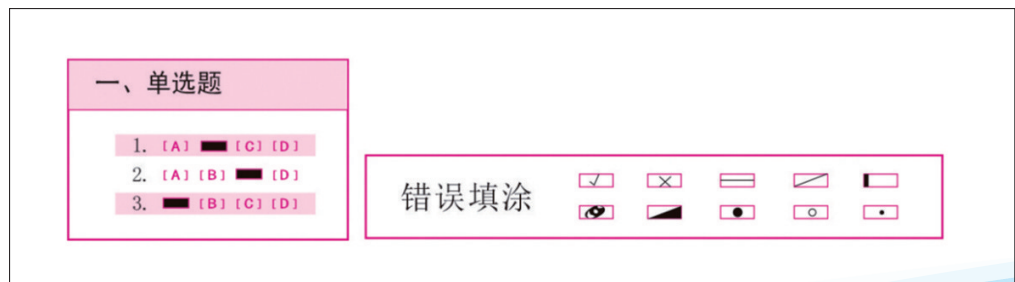 一、单选题
1. [A] [C] [D]
2. [A] [B] [D]
3. [B] [C] [D]
错误填涂